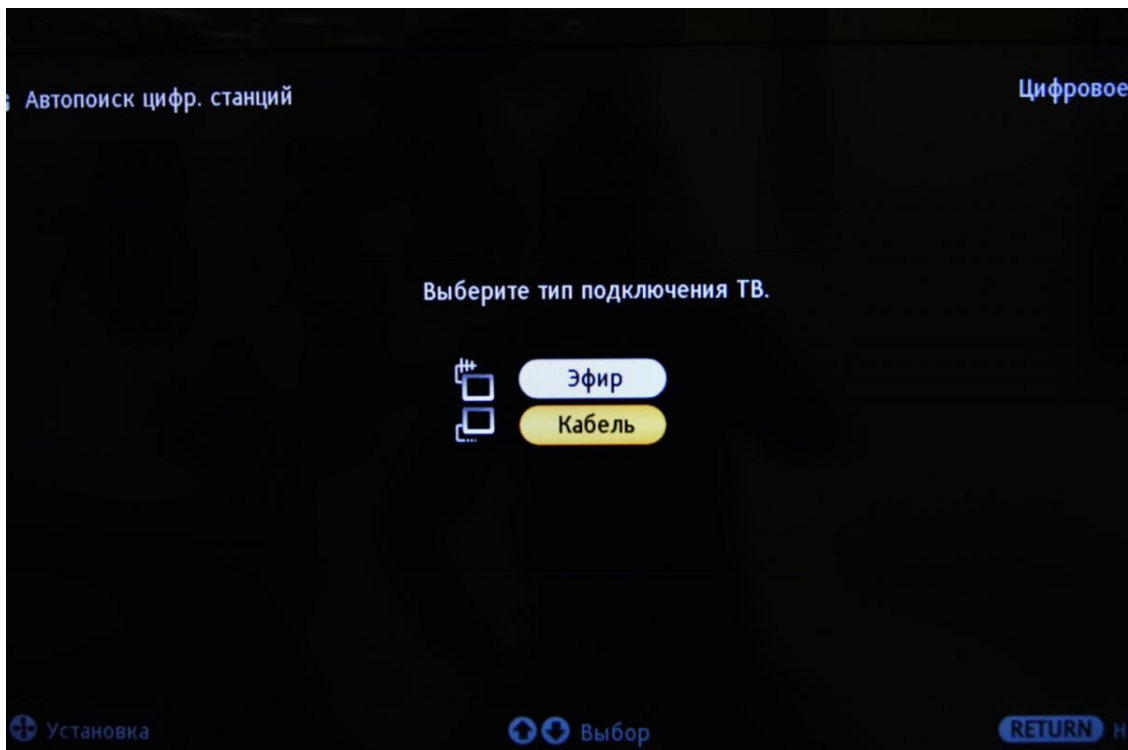 Автопоиск цифр. станций
Цифровое
Выберите тип подключения ТВ.
Эфир
Кабель
Установка
Выбор
RETURN Н